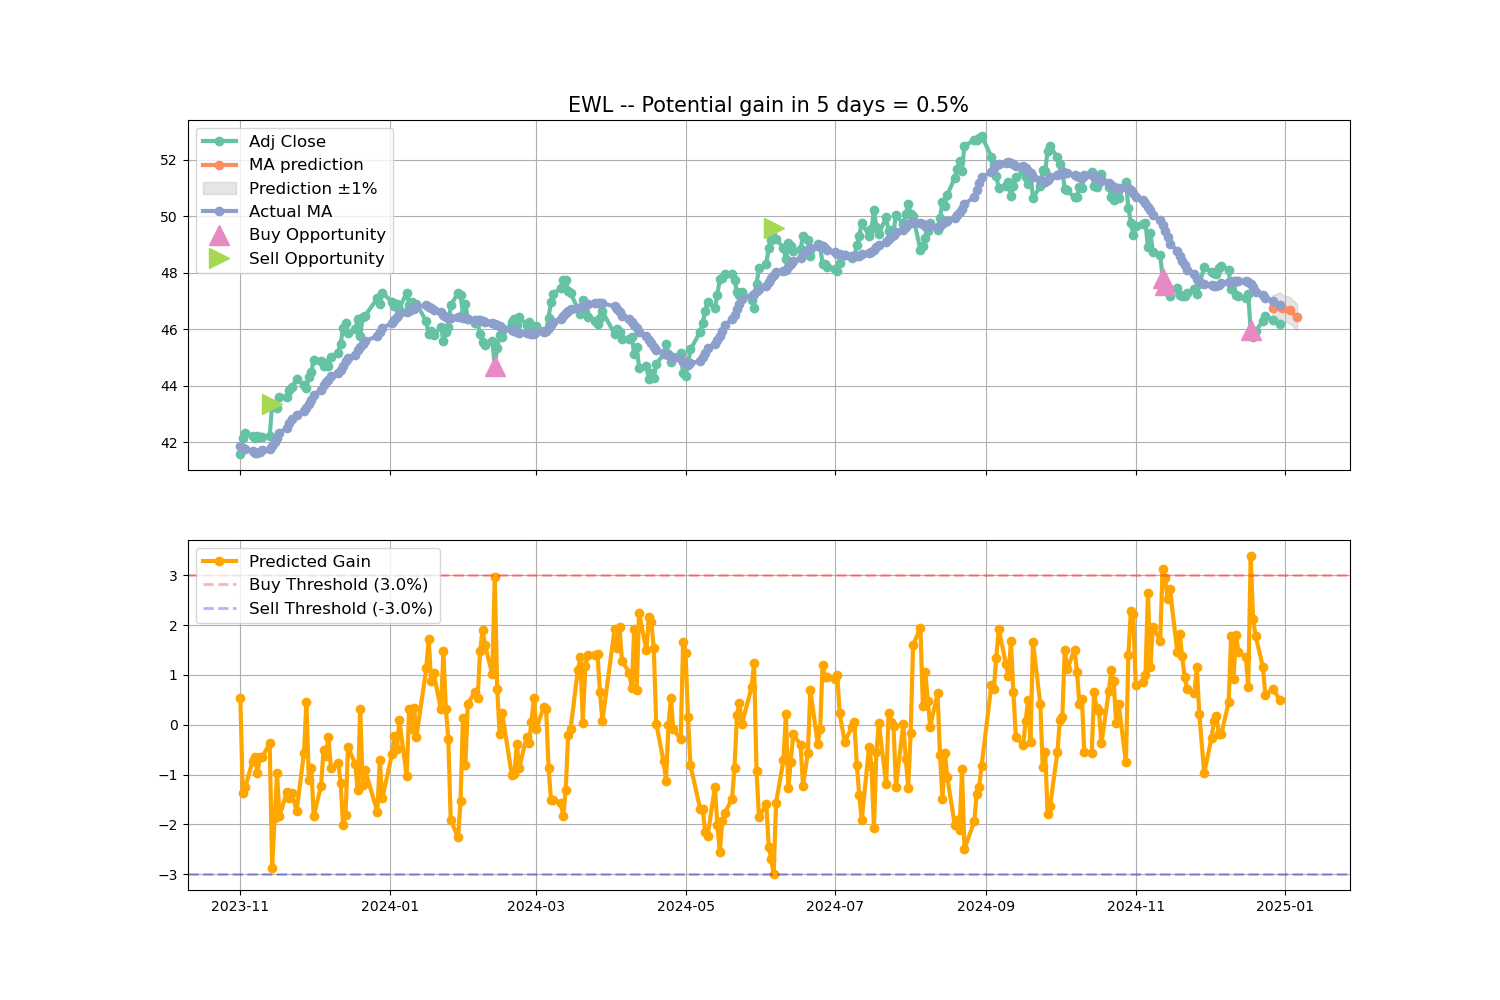 EWL -- Potential gain in 5 days = 0.5%
Adj Close
MA prediction
Prediction ±1%
Actual MA
Buy Opportunity
Sell Opportunity
52
50
48
46
44
42
Predicted Gain
Buy Threshold (3.0%)
Sell Threshold (-3.0%)
3
2
1
0
−1
−2
−3
2023-11
2024-01
2024-03
2024-05
2024-07
2024-09
2024-11
2025-01